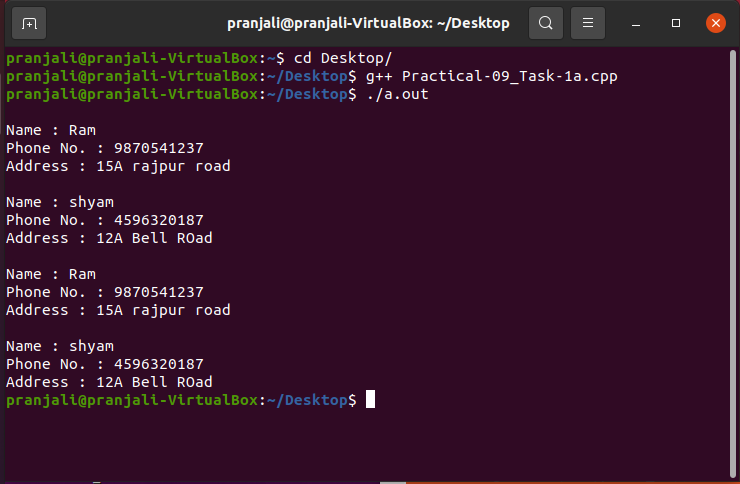 pranjali@pranjali-VirtualBox: ~/Desktop
pranjali@pranjali-VirtualBox:~$ cd Desktop/
pranjali@pranjali-VirtualBox:~/Desktop$ g++ Practical-09_Task-1a.cpp
pranjali@pranjali-VirtualBox:~/Desktop$ ./a.out
Name : Ram
Phone No. : 9870541237
Address : 15A rajpur road
Name : shyam
Phone No. : 4596320187
Address : 12A Bell ROad
Name : Ram
Phone No. : 9870541237
Address : 15A rajpur road
Name : shyam
Phone No. : 4596320187
Address : 12A Bell ROad
pranjali@pranjali-VirtualBox:~/Desktop$